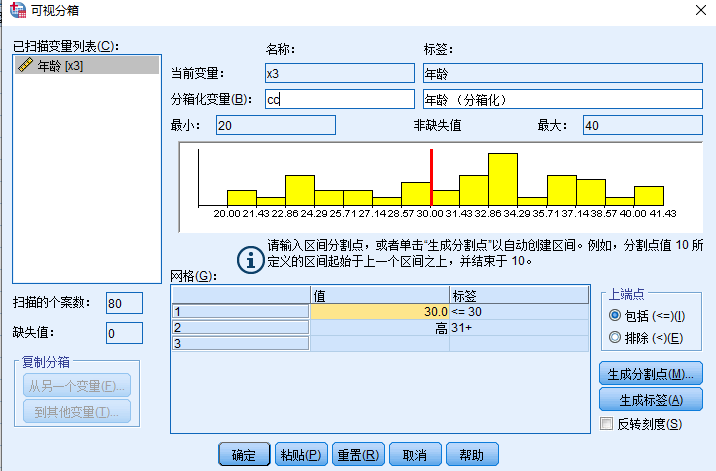 可视分箱
已扫描变量列表(C):
年龄 [x3]
名称:
标签:
当前变量:
x3
年龄
分箱化变量(B):
cc
年龄 （分箱化）
最小:
20
非缺失值
最大:
40
20.00 21.43 22.86 24.29 25.71 27.14 28.57 30.00 31.43 32.86 34.29 35.71 37.14 38.57 40.00 41.43
请输入区间分割点，或者单击“生成分割点”以自动创建区间。例如，分割点值 10 所
定义的区间起始于上一个区间之上，并结束于 10。
网格(G):
值
标签
1
30.0
<= 30
2
高
31+
3
扫描的个案数:
80
缺失值:
0
复制分箱
从另一个变量(F)...
到其他变量(T)...
上端点
包括 (<=)(I)
排除 (<)(E)
生成分割点(M)...
生成标签(A)
反转刻度(S)
确定
粘贴(P)
重置(R)
取消
帮助